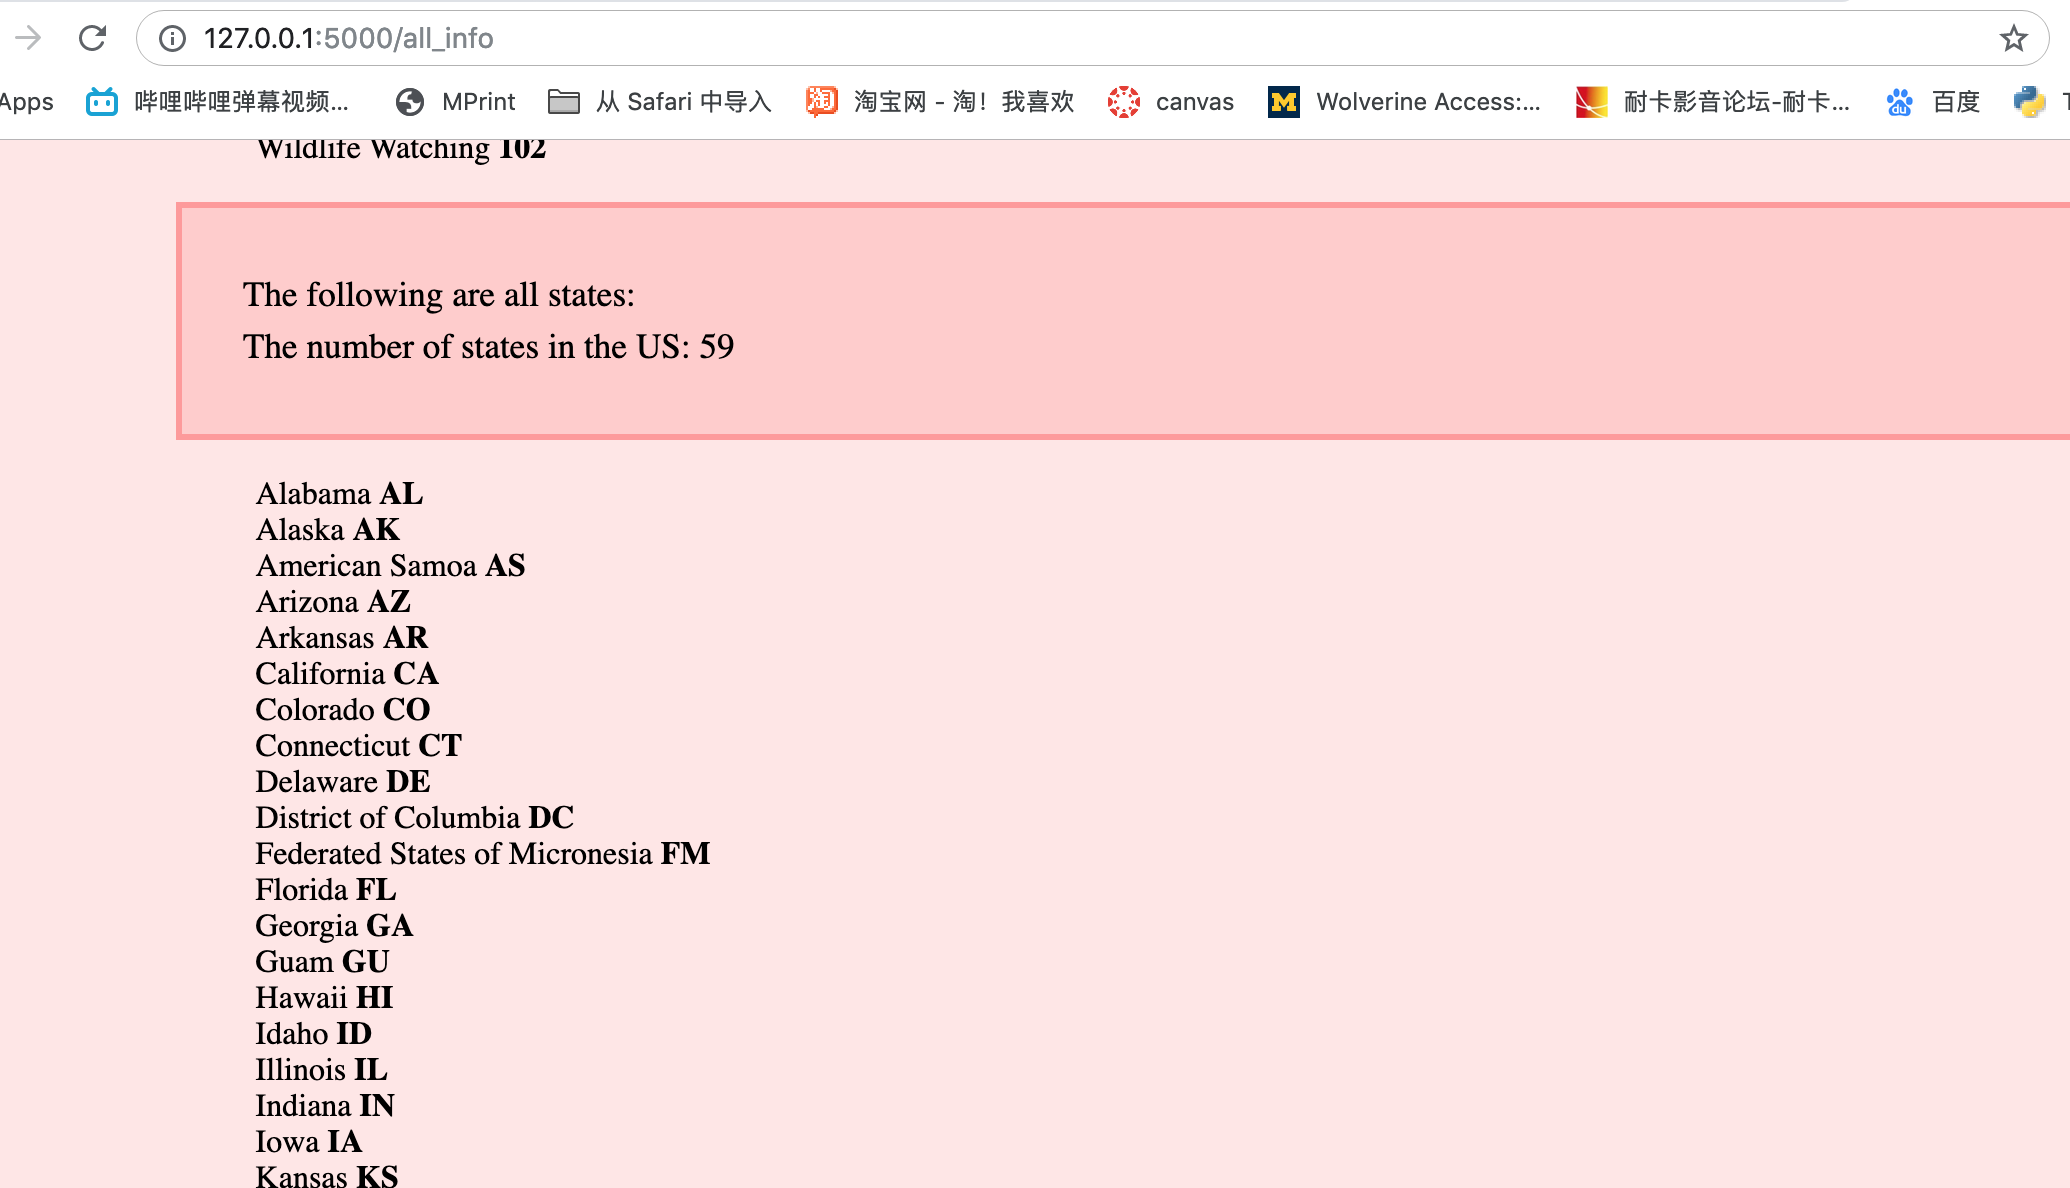 127.0.0.1:5000/all_info
Apps 哔哩哔哩弹幕视频... MPrint 从 Safari 中导入 淘 淘宝网 - 淘！我喜欢 canvas M Wolverine Access:... 耐卡影音论坛-耐卡... du 百度
Wildlife Watching 102
The following are all states:
The number of states in the US: 59
Alabama AL
Alaska AK
American Samoa AS
Arizona AZ
Arkansas AR
California CA
Colorado CO
Connecticut CT
Delaware DE
District of Columbia DC
Federated States of Micronesia FM
Florida FL
Georgia GA
Guam GU
Hawaii HI
Idaho ID
Illinois IL
Indiana IN
Iowa IA
Kansas KS